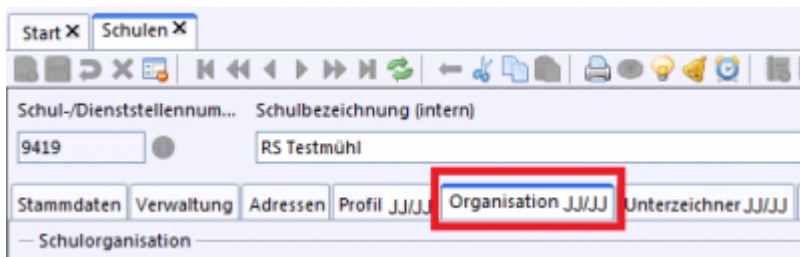 Start Schulen
Schul-/Dienststellennum... Schulbezeichnung (intern)
9419 RS Testmühl
Stammdaten Verwaltung Adressen Profil JJ/JJ Organisation JJ/JJ Unterzeichner JJ/JJ
Schulorganisation